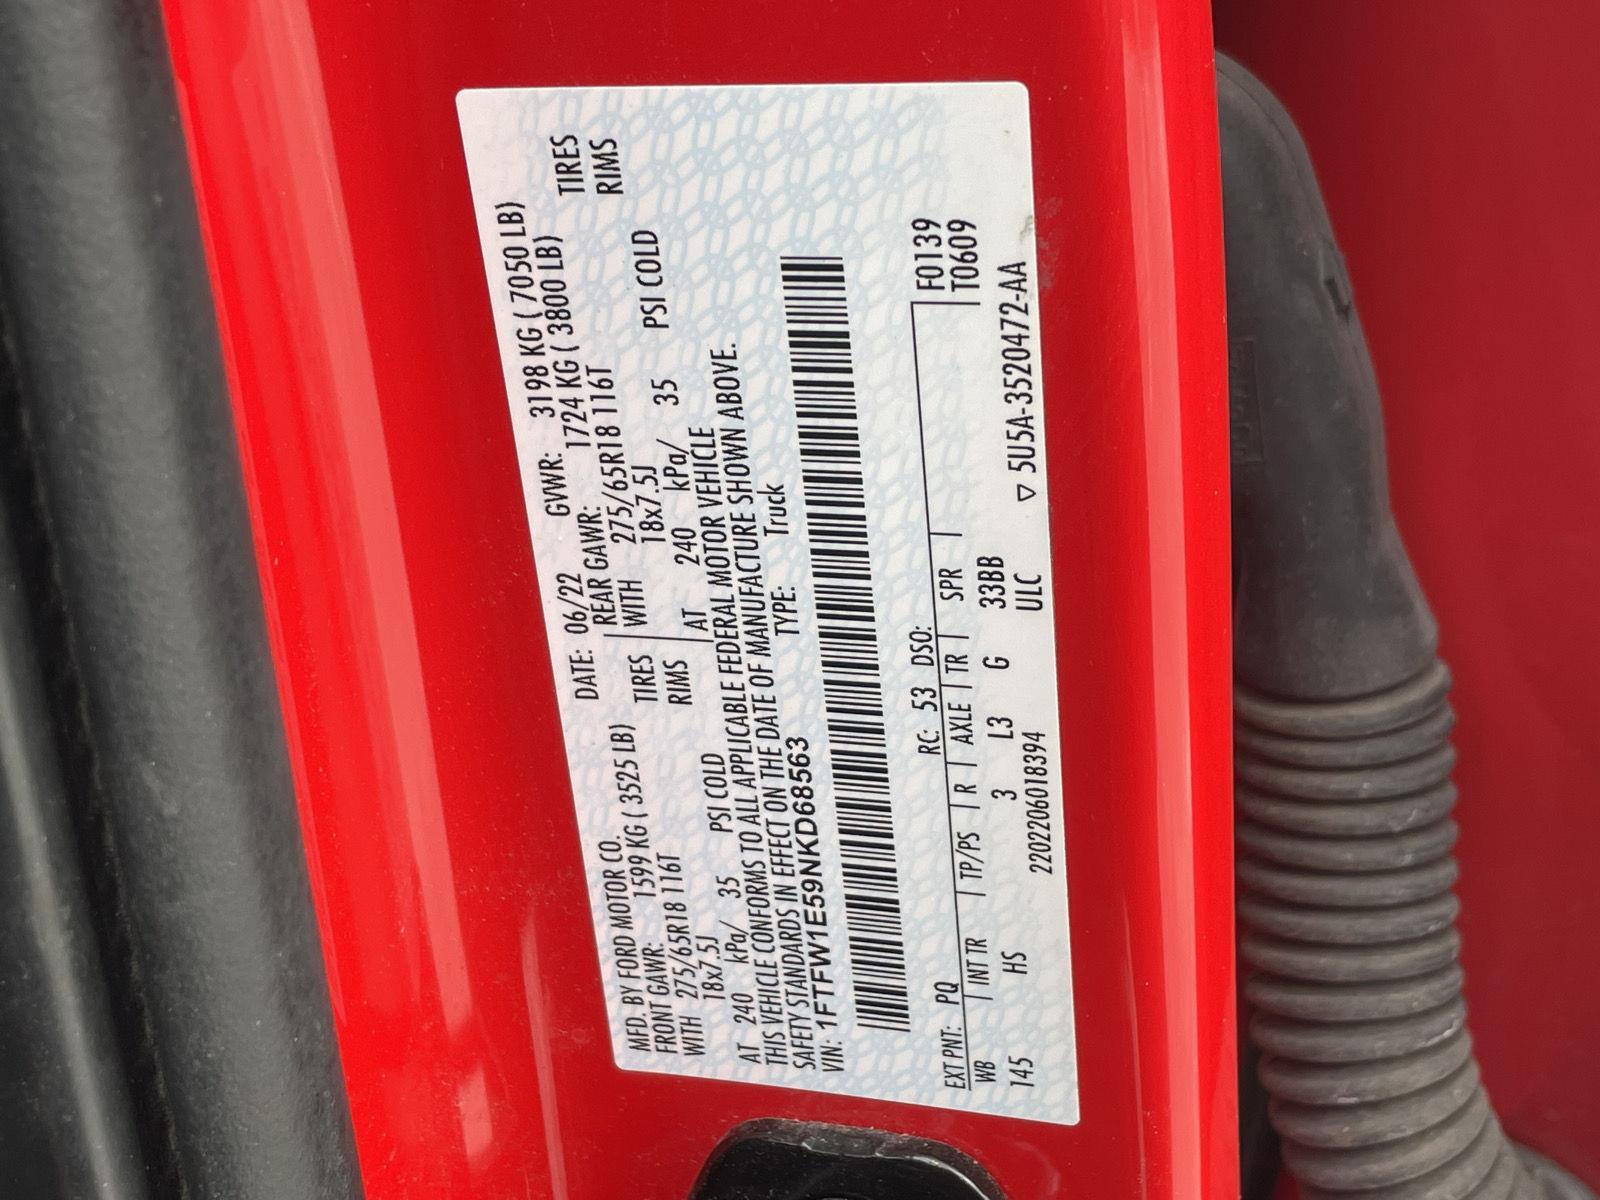 MFD. BY FORD MOTOR CO. DATE: 06/22 GVWR: 3198 KG ( 7050 LB)
FRONT GAWR: 1599 KG ( 3525 LB) REAR GAWR: 1724 KG ( 3800 LB)
WITH 275/65R18 116T TIRES WITH 275/65R18 116T TIRES
18x7.5J RIMS 18x7.5J RIMS
AT 240 kPa/ 35 PSI COLD AT 240 kPa/ 35 PSI COLD
THIS VEHICLE CONFORMS TO ALL APPLICABLE FEDERAL MOTOR VEHICLE
SAFETY STANDARDS IN EFFECT ON THE DATE OF MANUFACTURE SHOWN ABOVE.
VIN: 1FTFW1E59NKD68563 TYPE: Truck
EXT PNT: PQ RC: 53 DSO: F0139
WB INT TR TP/PS R AXLE TR SPR T0609
145 HS 3 L3 G 33BB
220220601839​4 ULC ▽ 5U5A-3520472-AA